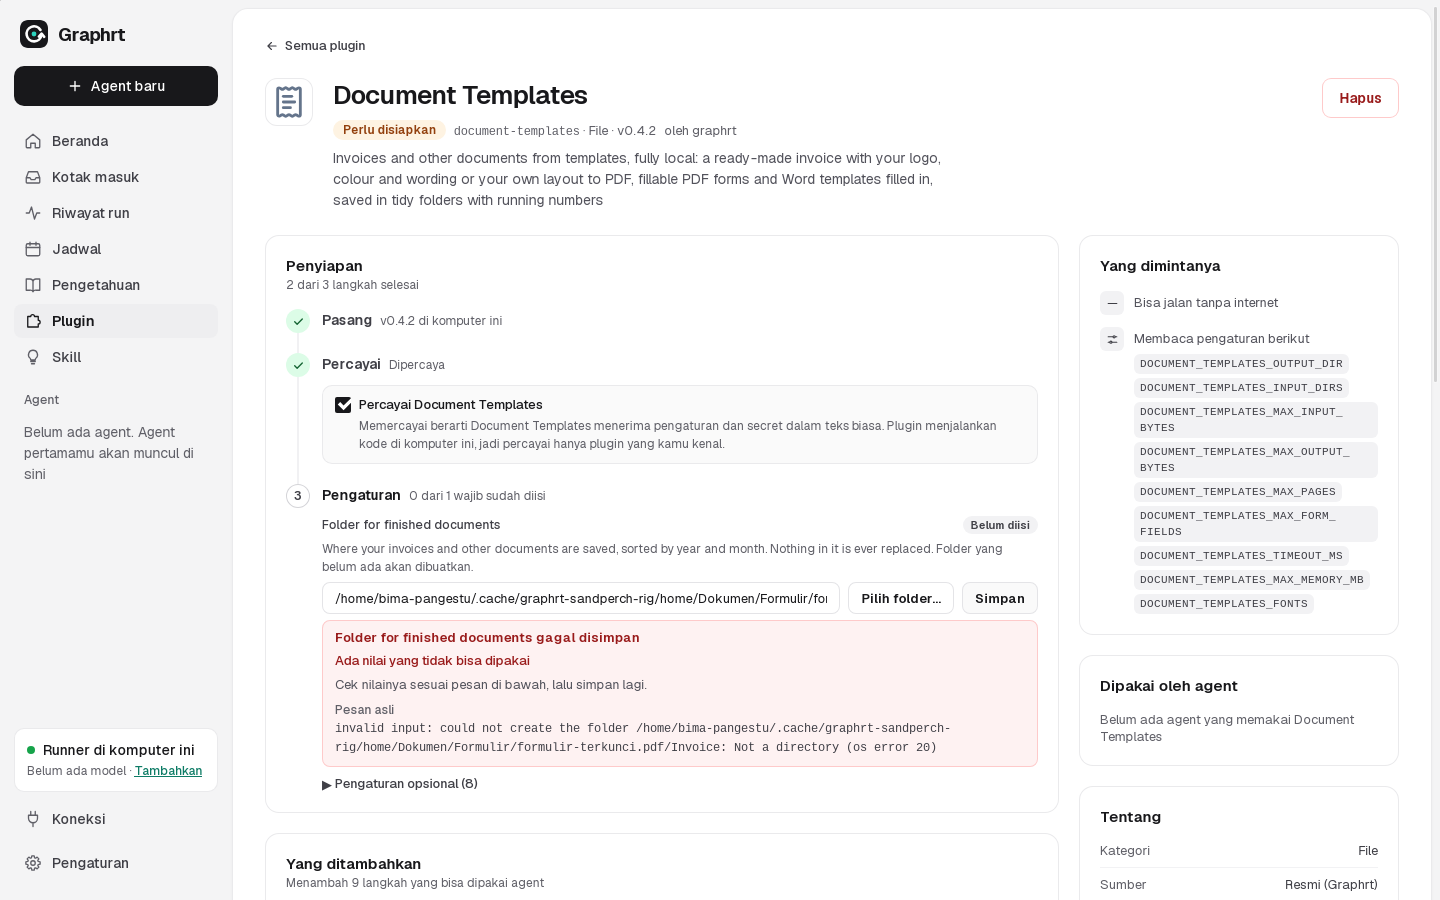 Graphrt
Agent baru
Beranda
Kotak masuk
Riwayat run
Jadwal
Pengetahuan
Plugin
Skill
Agent
Belum ada agent. Agent
pertamamu akan muncul di
sini
Runner di komputer ini
Belum ada model · Tambahkan
Koneksi
Pengaturan
← Semua plugin
Document Templates
Hapus
Perlu disiapkan document-templates · File · v0.4.2 oleh graphrt
Invoices and other documents from templates, fully local: a ready-made invoice with your logo,
colour and wording or your own layout to PDF, fillable PDF forms and Word templates filled in,
saved in tidy folders with running numbers
Penyiapan
2 dari 3 langkah selesai
Pasang v0.4.2 di komputer ini
Percayai Dipercaya
Percayai Document Templates
Memercayai berarti Document Templates menerima pengaturan dan secret dalam teks biasa. Plugin menjalankan
kode di komputer ini, jadi percayai hanya plugin yang kamu kenal.
3 Pengaturan 0 dari 1 wajib sudah diisi
Folder for finished documents Belum diisi
Where your invoices and other documents are saved, sorted by year and month. Nothing in it is ever replaced. Folder yang
belum ada akan dibuatkan.
/home/bima-pangestu/.cache/graphrt-sandperch-rig/home/Dokumen/Formulir/for Pilih folder... Simpan
Folder for finished documents gagal disimpan
Ada nilai yang tidak bisa dipakai
Cek nilainya sesuai pesan di bawah, lalu simpan lagi.
Pesan asli
invalid input: could not create the folder /home/bima-pangestu/.cache/graphrt-sandperch-
rig/home/Dokumen/Formulir/formulir-terkunci.pdf/Invoice: Not a directory (os error 20)
▶ Pengaturan opsional (8)
Yang ditambahkan
Menambah 9 langkah yang bisa dipakai agent
Yang dimintanya
Bisa jalan tanpa internet
Membaca pengaturan berikut
DOCUMENT_TEMPLATES_OUTPUT_DIR
DOCUMENT_TEMPLATES_INPUT_DIRS
DOCUMENT_TEMPLATES_MAX_INPUT_
BYTES
DOCUMENT_TEMPLATES_MAX_OUTPUT_
BYTES
DOCUMENT_TEMPLATES_MAX_PAGES
DOCUMENT_TEMPLATES_MAX_FORM_
FIELDS
DOCUMENT_TEMPLATES_TIMEOUT_MS
DOCUMENT_TEMPLATES_MAX_MEMORY_MB
DOCUMENT_TEMPLATES_FONTS
Dipakai oleh agent
Belum ada agent yang memakai Document
Templates
Tentang
Kategori File
Sumber Resmi (Graphrt)